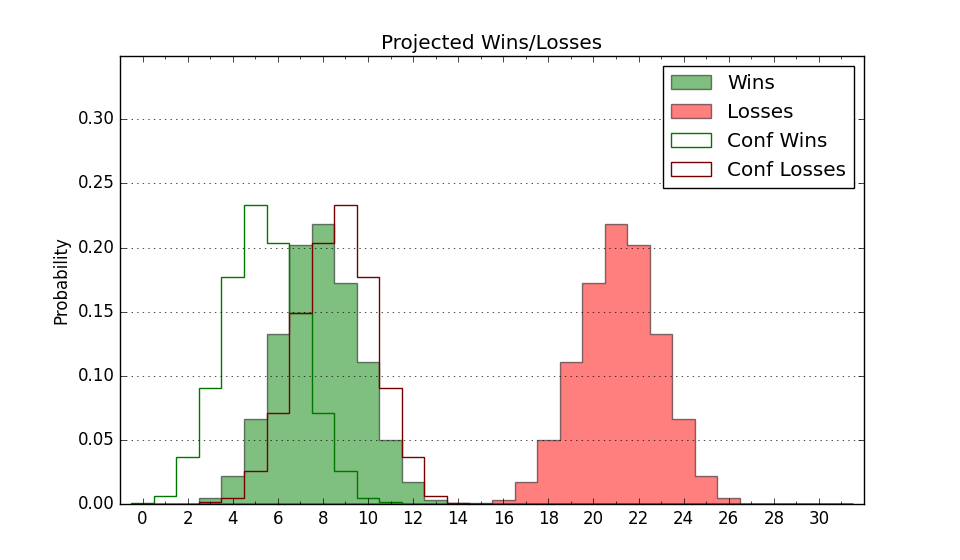 Projected Wins/Losses
Wins
Losses
Conf Wins
Conf Losses
Probability
0.30
0.25
0.20
0.15
0.10
0.05
0.00
0 2 4 6 8 10 12 14 16 18 20 22 24 26 28 30